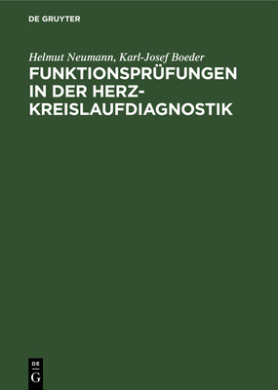 DE GRUYTER
Helmut Neumann, Karl-Josef Boeder
FUNKTIONSPRÜFUNGEN
IN DER HERZ-
KREISLAUFDIAGNOSTIK
DE
G